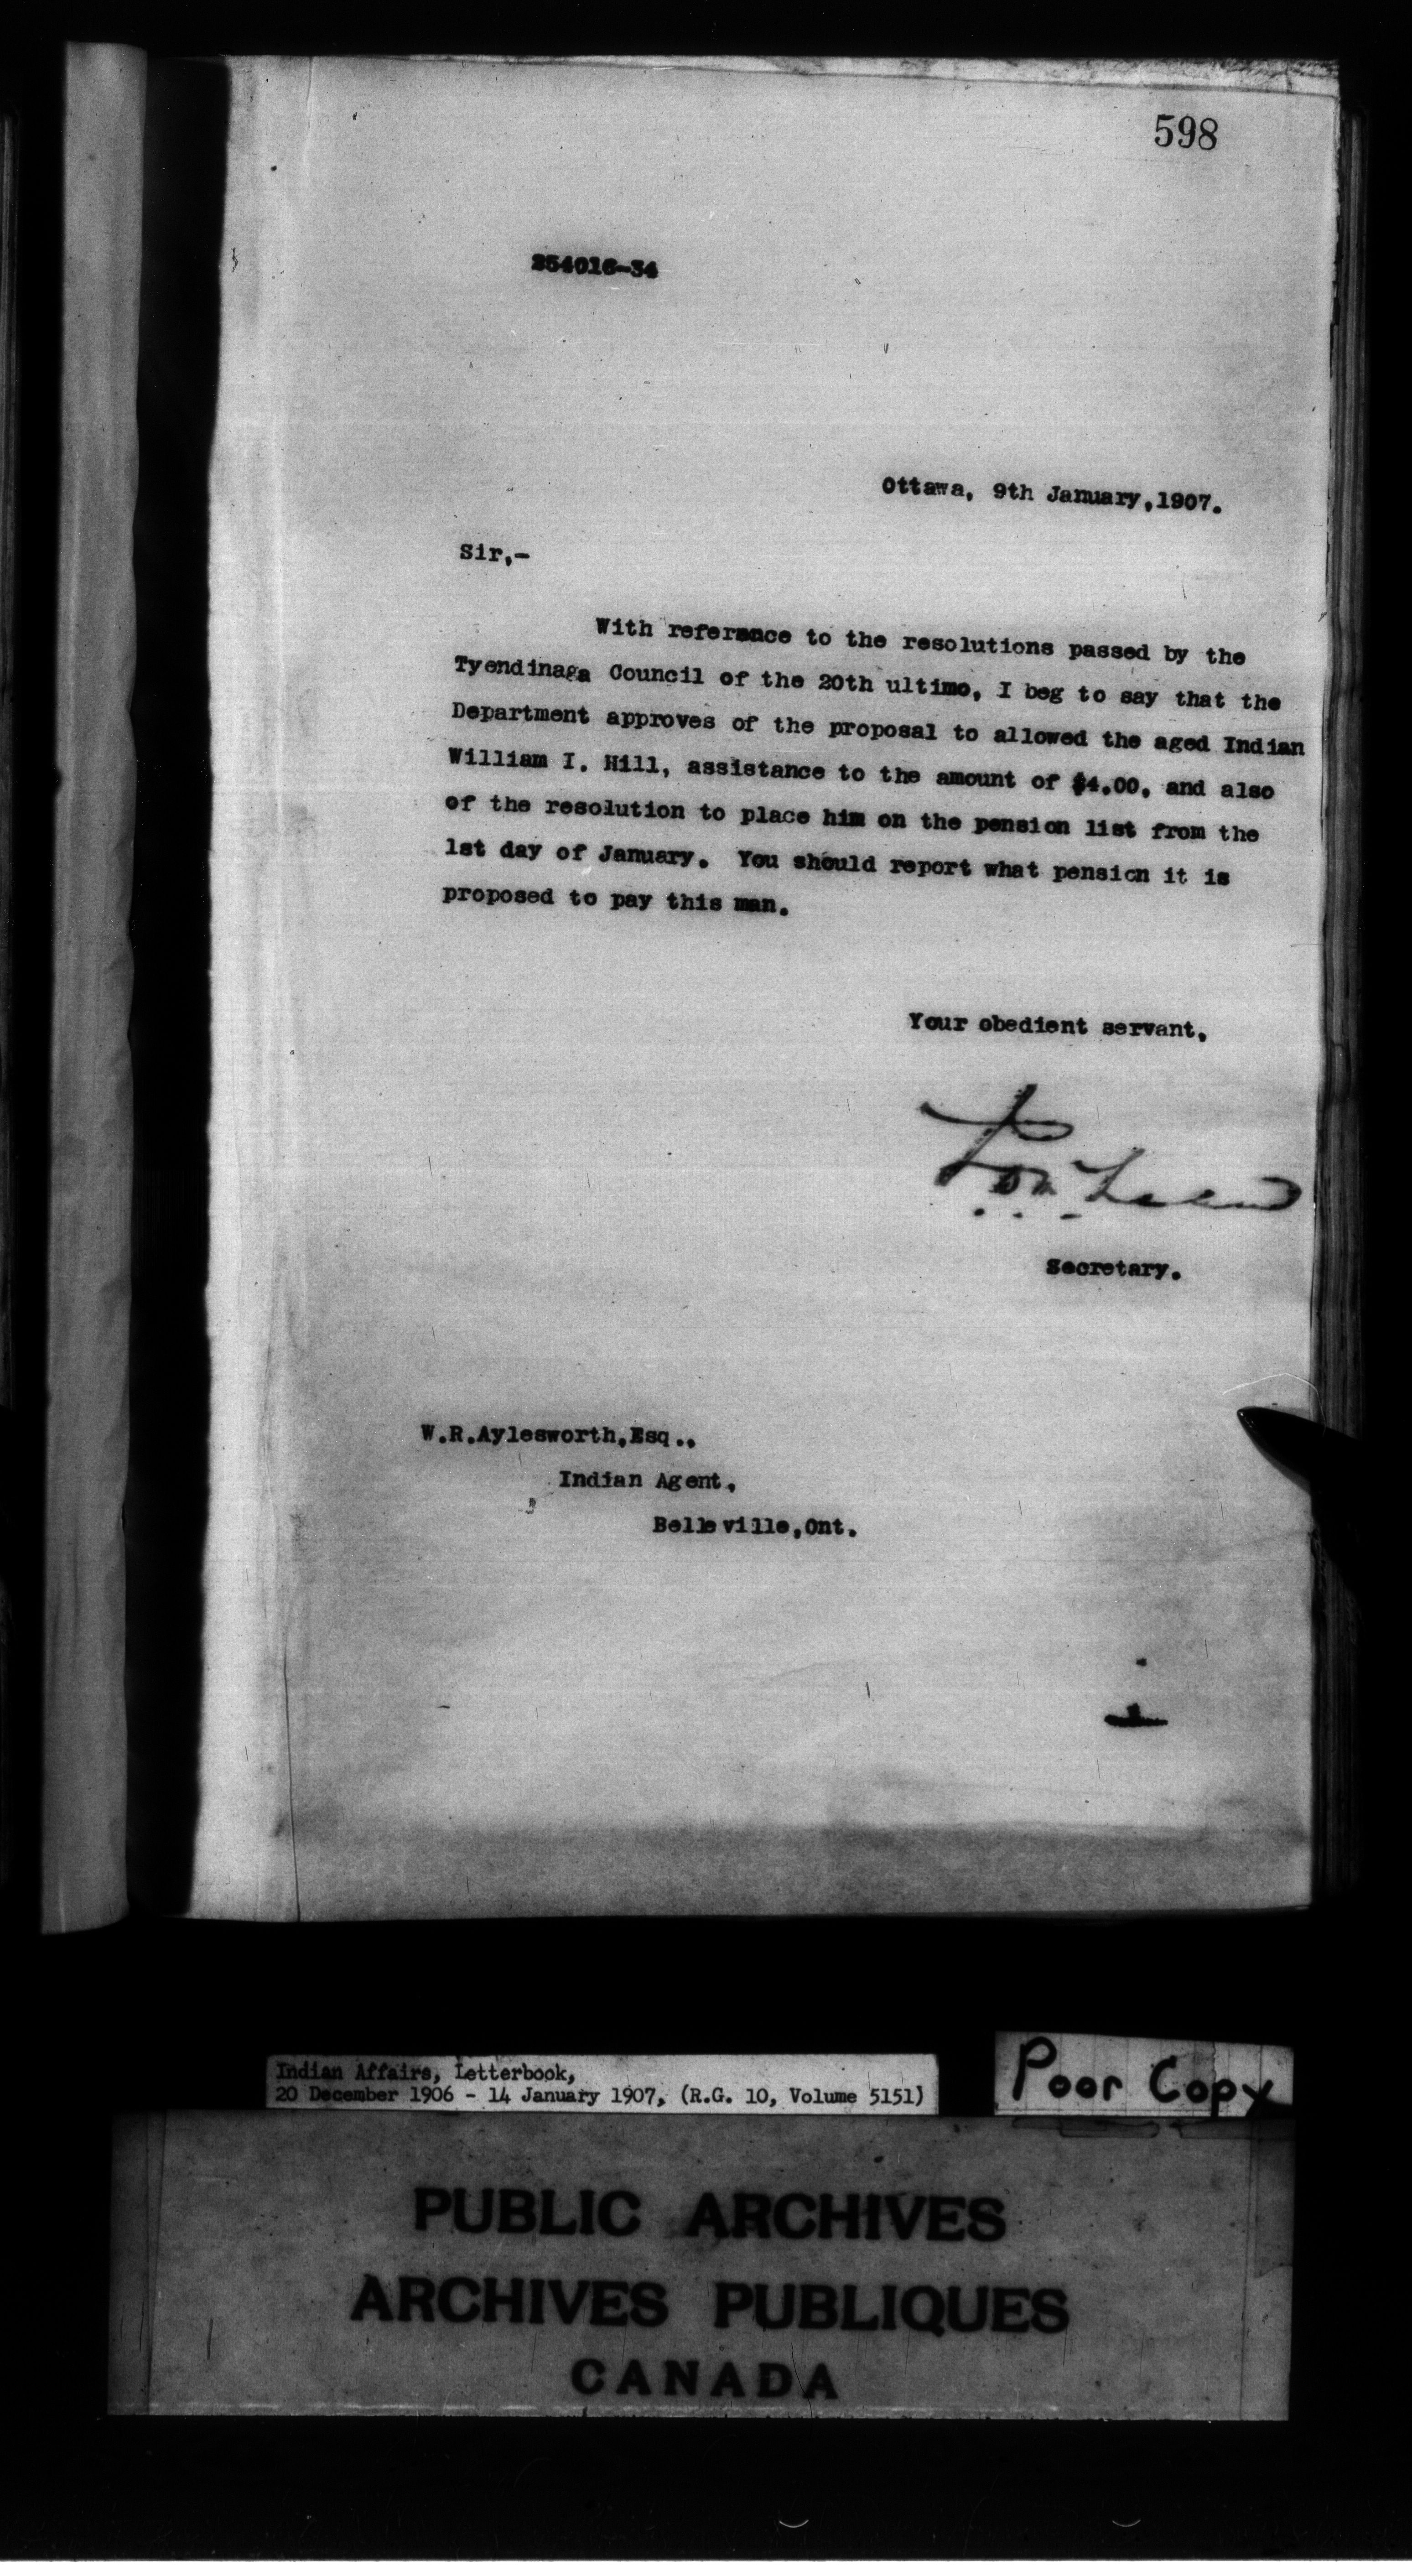 598
254016-34
Ottawa, 9th January,1907.
Sir,-
With reference to the resolutions passed by the
Tyendinaga Council of the 20th ultimo, I beg to say that the
Department approves of the proposal to allowed the aged Indian
William I. Hill, assistance to the amount of $4.00, and also
of the resolution to place him on the pension list from the
1st day of January. You should report what pension it is
proposed to pay this man.
Your obedient servant,
Secretary.
W.R.Aylesworth,Esq.,
Indian Agent,
Belleville,Ont.
Indian Affairs, Letterbook,
20 December 1906 - 14 January 1907, (R.G. 10, Volume 5151)
Poor Copy
PUBLIC ARCHIVES
ARCHIVES PUBLIQUES
CANADA